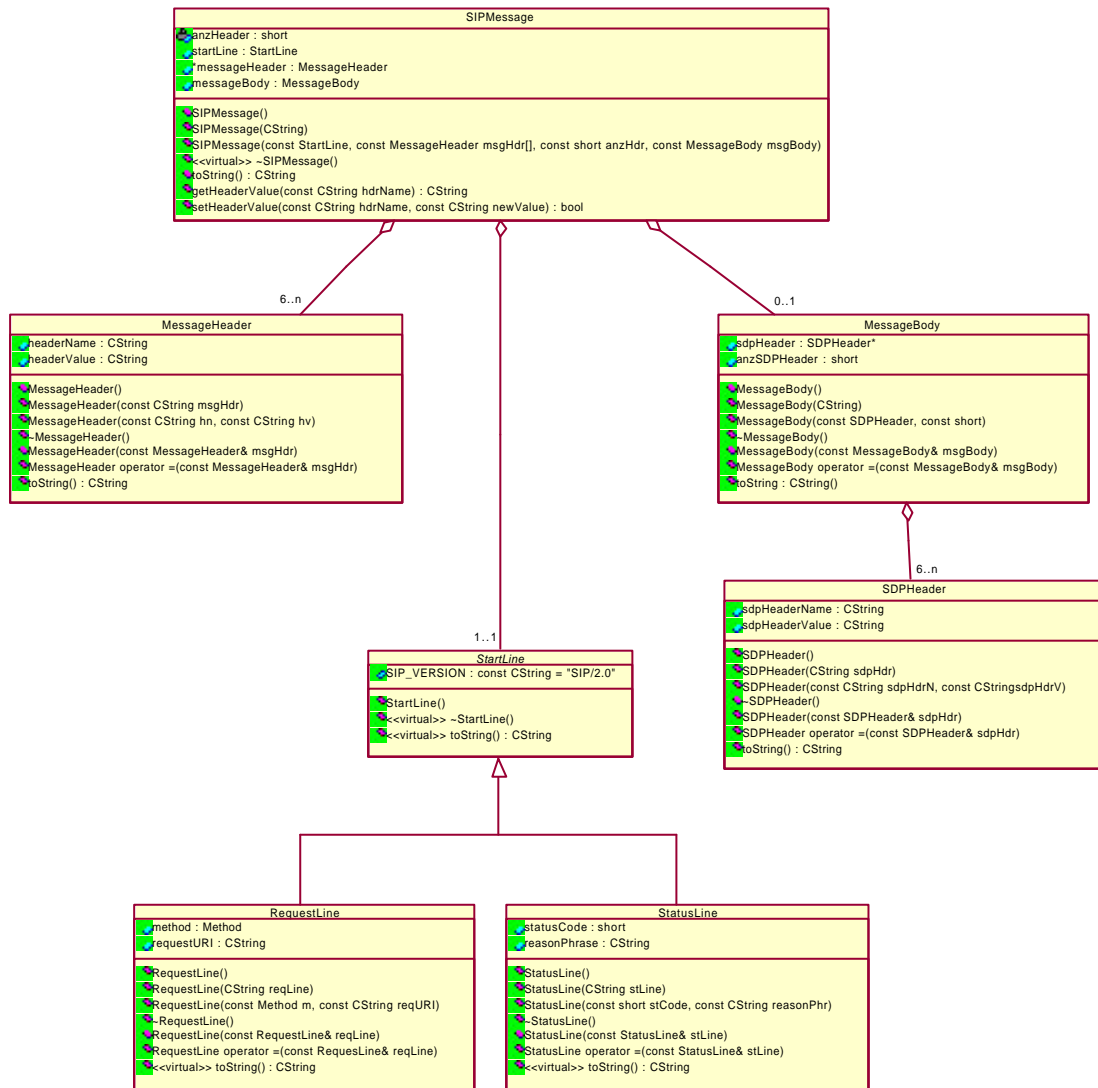 SIPMessage
anzHeader : short
startLine : StartLine
*messageHeader : MessageHeader
messageBody : MessageBody
SIPMessage()
SIPMessage(CString)
SIPMessage(const StartLine, const MessageHeader msgHdr[], const short anzHdr, const MessageBody msgBody)
<<virtual>> ~SIPMessage()
toString() : CString
getHeaderValue(const CString hdrName) : CString
setHeaderValue(const CString hdrName, const CString newValue) : bool
6..n
0..1
MessageHeader
headerName : CString
headerValue : CString
MessageHeader()
MessageHeader(const CString msgHdr)
MessageHeader(const CString hn, const CString hv)
~MessageHeader()
MessageHeader(const MessageHeader& msgHdr)
MessageHeader operator =(const MessageHeader& msgHdr)
toString() : CString
MessageBody
sdpHeader : SDPHeader*
anzSDPHeader : short
MessageBody()
MessageBody(CString)
MessageBody(const SDPHeader, const short)
~MessageBody()
MessageBody(const MessageBody& msgBody)
MessageBody operator =(const MessageBody& msgBody)
toString : CString()
6..n
SDPHeader
sdpHeaderName : CString
sdpHeaderValue : CString
SDPHeader()
SDPHeader(CString sdpHdr)
SDPHeader(const CString sdpHdrN, const CStringsdpHdrV)
~SDPHeader()
SDPHeader(const SDPHeader& sdpHdr)
SDPHeader operator =(const SDPHeader& sdpHdr)
toString() : CString
1..1
StartLine
SIP_VERSION : const CString = "SIP/2.0"
StartLine()
<<virtual>> ~StartLine()
<<virtual>> toString() : CString
RequestLine
method : Method
requestURI : CString
RequestLine()
RequestLine(CString reqLine)
RequestLine(const Method m, const CString reqURI)
~RequestLine()
RequestLine(const RequestLine& reqLine)
RequestLine operator =(const RequesLine& reqLine)
<<virtual>> toString() : CString
StatusLine
statusCode : short
reasonPhrase : CString
StatusLine()
StatusLine(CString stLine)
StatusLine(const short stCode, const CString reasonPhr)
~StatusLine()
StatusLine(const StatusLine& stLine)
StatusLine operator =(const StatusLine& stLine)
<<virtual>> toString() : CString